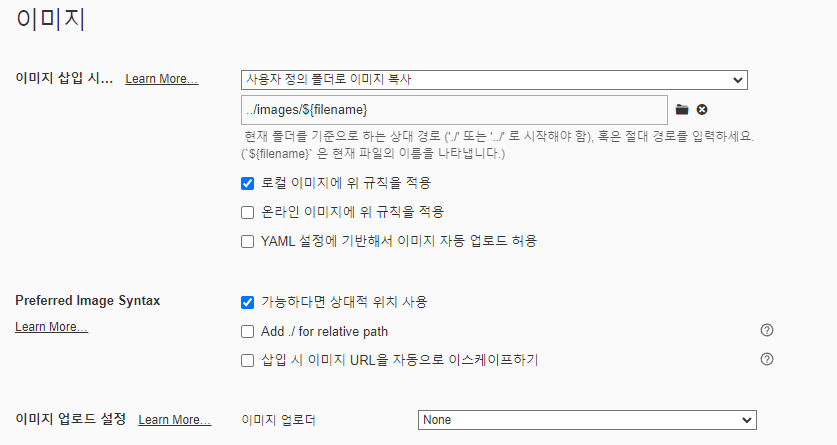 이미지
이미지 삽입 시... Learn More...
사용자 정의 폴더로 이미지 복사
../images/${filename}
현재 폴더를 기준으로 하는 상대 경로 ('./' 또는 '../' 로 시작해야 함), 혹은 절대 경로를 입력하세요.
(`${filename}` 은 현재 파일의 이름을 나타냅니다.)
로컬 이미지에 위 규칙을 적용
온라인 이미지에 위 규칙을 적용
YAML 설정에 기반해서 이미지 자동 업로드 허용
Preferred Image Syntax 가능하다면 상대적 위치 사용
Learn More... Add ./ for relative path
삽입 시 이미지 URL을 자동으로 이스케이프하기
이미지 업로드 설정 Learn More... 이미지 업로더 None